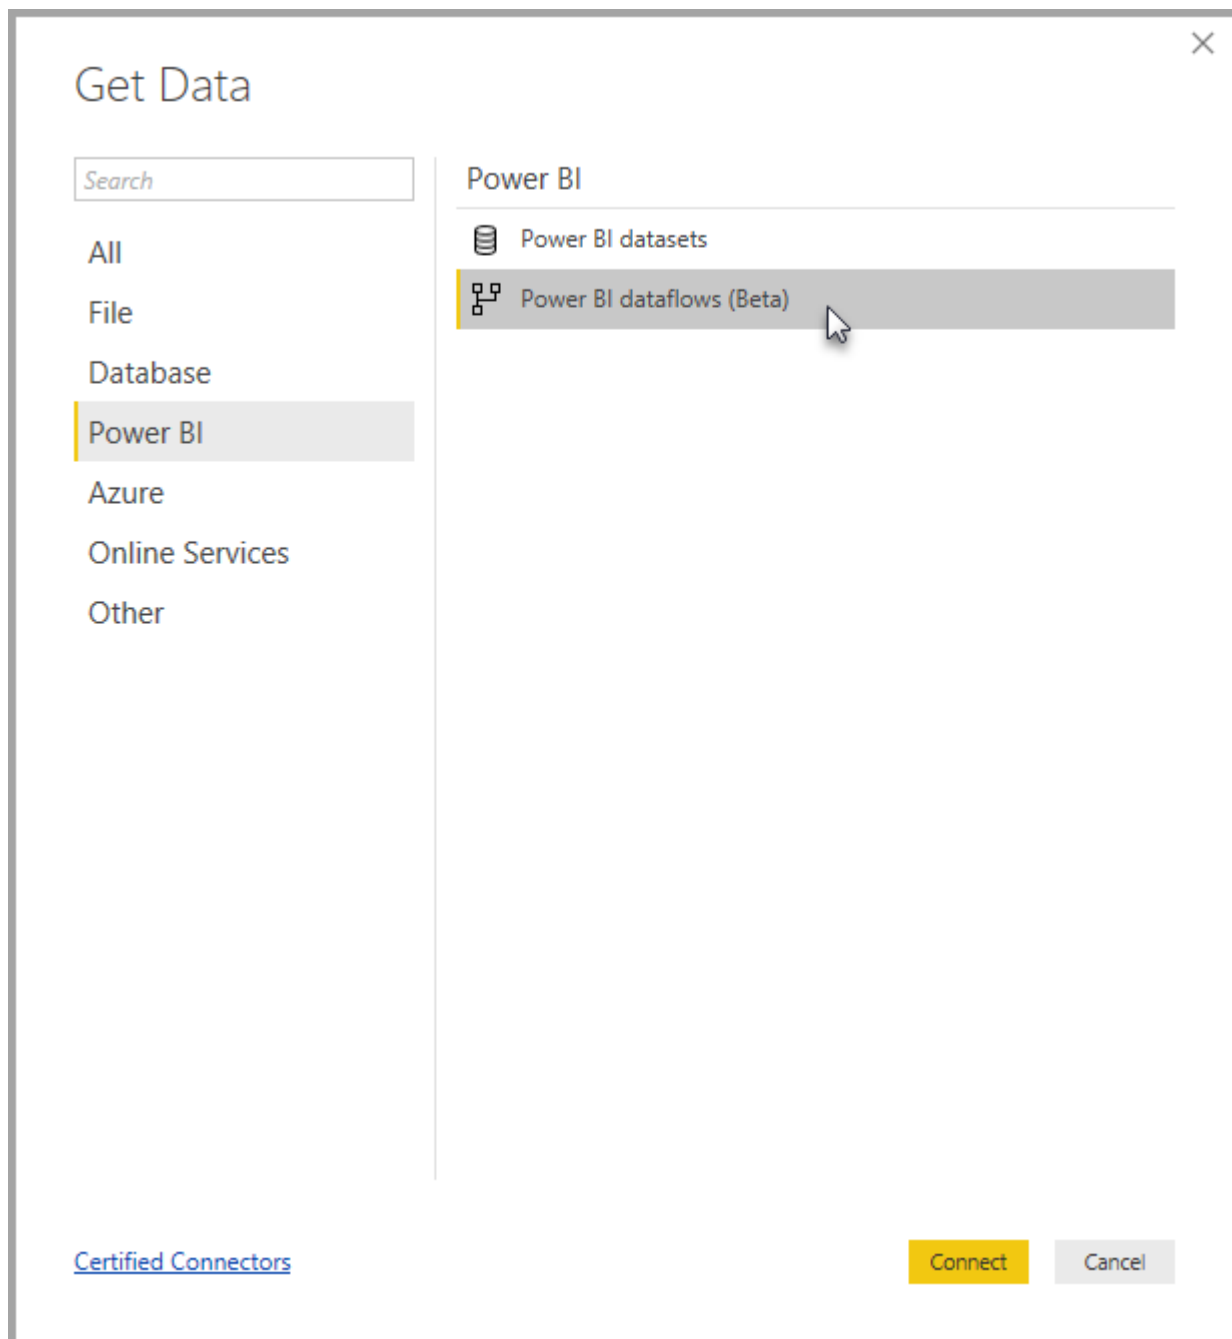 Get Data
Search
All
File
Database
Power BI
Azure
Online Services
Other
Power BI
Power BI datasets
Power BI dataflows (Beta)
Certified Connectors
Connect
Cancel